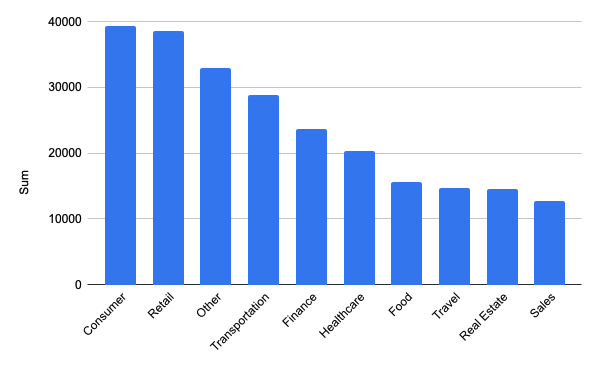 40000
30000
20000
10000
0
Sum
Consumer
Retail
Other
Transportation
Finance
Healthcare
Food
Travel
Real Estate
Sales